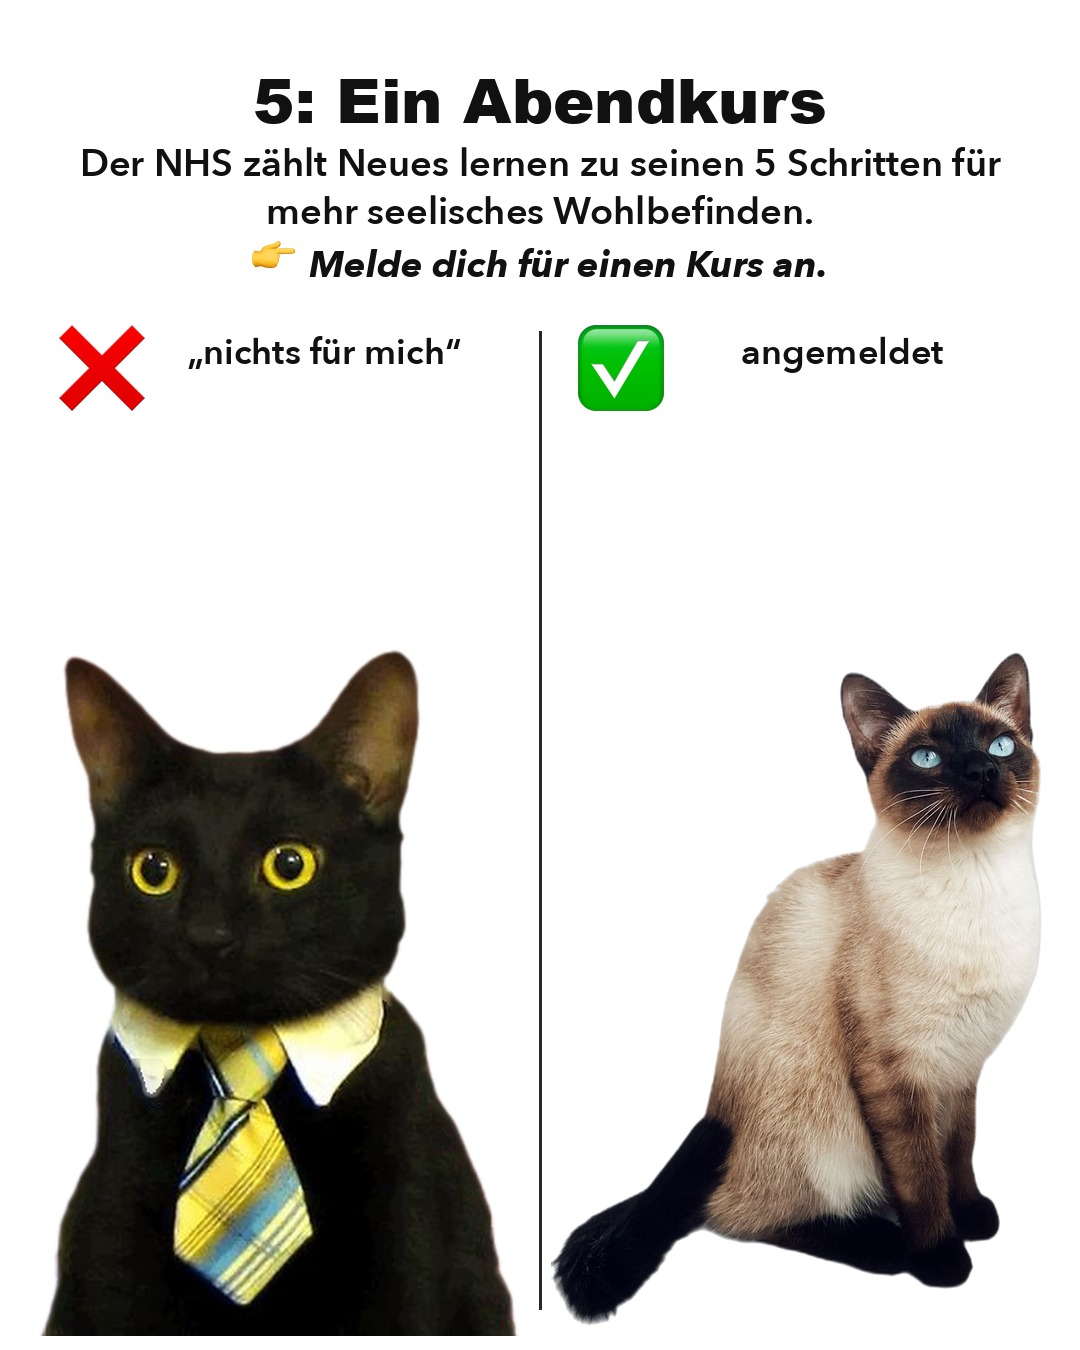 5: Ein Abendkurs
Der NHS zählt Neues lernen zu seinen 5 Schritten für
mehr seelisches Wohlbefinden.
👉 Melde dich für einen Kurs an.
❌ „nichts für mich“
✅ angemeldet